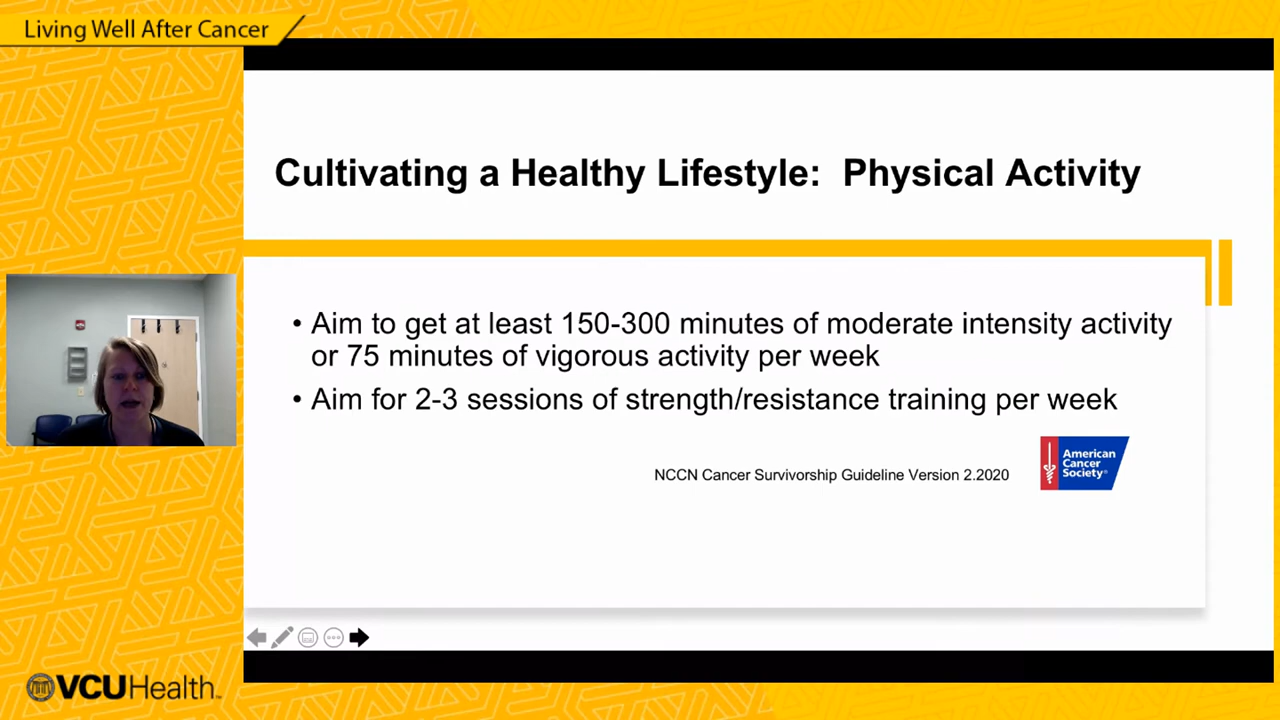 Living Well After Cancer
Cultivating a Healthy Lifestyle:  Physical Activity
• Aim to get at least 150-300 minutes of moderate intensity activity
or 75 minutes of vigorous activity per week
• Aim for 2-3 sessions of strength/resistance training per week
NCCN Cancer Survivorship Guideline Version 2.2020
American
Cancer
Society®
VCUHealth™